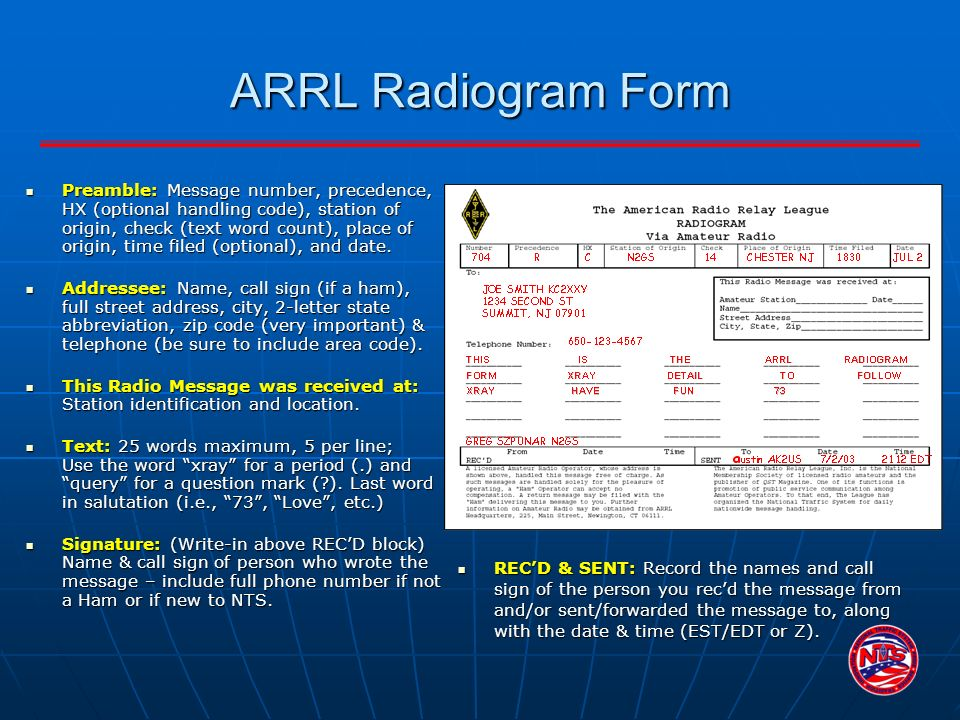 ARRL Radiogram Form
Preamble: Message number, precedence,
HX (optional handling code), station of
origin, check (text word count), place of
origin, time filed (optional), and date.
Addressee: Name, call sign (if a ham),
full street address, city, 2-letter state
abbreviation, zip code (very important) &
telephone (be sure to include area code).
This Radio Message was received at:
Station identification and location.
Text: 25 words maximum, 5 per line;
Use the word “xray” for a period (.) and
“query” for a question mark (?). Last word
in salutation (i.e., “73”, “Love”, etc.)
Signature: (Write-in above REC’D block)
Name & call sign of person who wrote the
message – include full phone number if not
a Ham or if new to NTS.
The American Radio Relay League
RADIOGRAM
Via Amateur Radio
Number Precedence HX Station of Origin Check Place of Origin Time Filed Date
704 R C N2GS 14 CHESTER NJ 1830 JUL 2
To:
JOE SMITH KC2XXY
1234 SECOND ST
SUMMIT, NJ 07901
This Radio Message was received at:
Amateur Station Date
Name
Street Address
City, State, Zip
Telephone Number: 650-123-4567
THIS IS THE ARRL RADIOGRAM
FORM XRAY DETAIL TO FOLLOW
XRAY HAVE FUN 73
GREG SZPUNAR N2GS
REC'D From Date Time
SENT To Date Time
austin AK2US 7/2/03 2112 EDT
A licensed Amateur Radio Operator, whose address is
shown above, handled this message free of charge. As
such messages are handled solely for the pleasure of
operating, a "Ham" Operator can accept no
compensation. A return message may be filed with the
"Ham" delivering this message to you. Further
information on Amateur Radio may be obtained from ARRL
Headquarters, 225, Main Street, Newington, CT 06111.
The American Radio Relay League, Inc. is the National
Membership Society of licensed radio amateurs and the
publisher of QST Magazine. One of its functions is
promotion of public service communication among
Amateur Operators. To that end, The League has
organized the National Traffic System for daily
nationwide message handling.
REC’D & SENT: Record the names and call
sign of the person you rec’d the message from
and/or sent/forwarded the message to, along
with the date & time (EST/EDT or Z).
NTS